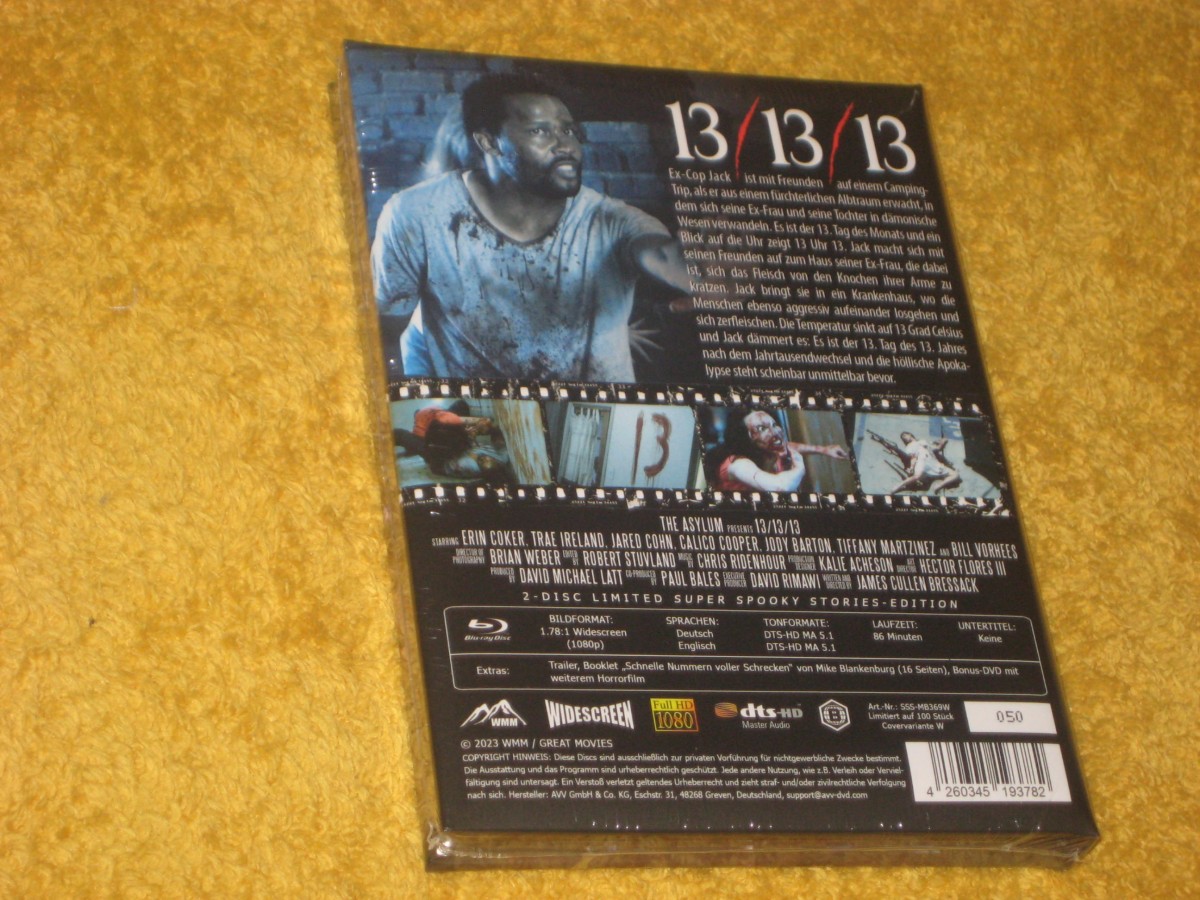 13/13/13
Ex-Cop Jack ist mit Freunden auf einem Camping-
Trip, als er aus einem fürchterlichen Albtraum erwacht, in
dem sich seine Ex-Frau und seine Tochter in dämonische
Wesen verwandeln. Es ist der 13. Tag des Monats und ein
Blick auf die Uhr zeigt 13 Uhr 13. Jack macht sich mit
seinen Freunden auf zum Haus seiner Ex-Frau, die dabei
ist, sich das Fleisch von den Knochen ihrer Arme zu
kratzen. Jack bringt sie in ein Krankenhaus, wo die
Menschen ebenso aggressiv aufeinander losgehen und
sich zerfleischen. Die Temperatur sinkt auf 13 Grad Celsius
und Jack dämmert es: Es ist der 13. Tag des 13. Jahres
nach dem Jahrtausendwechsel und die höllische Apoka-
lypse steht scheinbar unmittelbar bevor.
13
THE ASYLUM PRESENTS 13/13/13
STARRING ERIN COKER, TRAE IRELAND, JARED COHN, CALICO COOPER, JODY BARTON, TIFFANY MARTZINEZ AND BILL VORHEES
DIRECTOR OF PHOTOGRAPHY BRIAN WEBER EDITED BY ROBERT STUVLAND MUSIC BY CHRIS RIDENHOUR PRODUCTION DESIGNER KALIE ACHESON ART DIRECTOR HECTOR FLORES III
PRODUCED BY DAVID MICHAEL LATT CO-PRODUCED BY PAUL BALES EXECUTIVE PRODUCER DAVID RIMAWI WRITTEN AND DIRECTED BY JAMES CULLEN BRESSACK
2-DISC LIMITED SUPER SPOOKY STORIES-EDITION
Blu-ray Disc
BILDFORMAT: SPRACHEN: TONFORMATE: LAUFZEIT: UNTERTITEL:
1.78:1 Widescreen Deutsch DTS-HD MA 5.1 86 Minuten Keine
(1080p) Englisch DTS-HD MA 5.1
Extras: Trailer, Booklet „Schnelle Nummern voller Schrecken" von Mike Blankenburg (16 Seiten), Bonus-DVD mit
weiterem Horrorfilm
WMM WIDESCREEN Full HD 1080 dts-HD Master Audio
Art.-Nr.: SSS-MB369W
Limitiert auf 100 Stück
Covervariante W
050
© 2023 WMM / GREAT MOVIES
COPYRIGHT HINWEIS: Diese Discs sind ausschließlich zur privaten Vorführung für nichtgewerbliche Zwecke bestimmt.
Die Ausstattung und das Programm sind urheberrechtlich geschützt. Jede andere Nutzung, wie z.B. Verleih oder Verviel-
fältigung sind untersagt. Ein Verstoß verletzt geltendes Urheberrecht und zieht straf- und/oder zivilrechtliche Verfolgung
nach sich. Hersteller: AVV GmbH & Co. KG, Eschstr. 31, 48268 Greven, Deutschland, support@avv-dvd.com
4 260345 193782